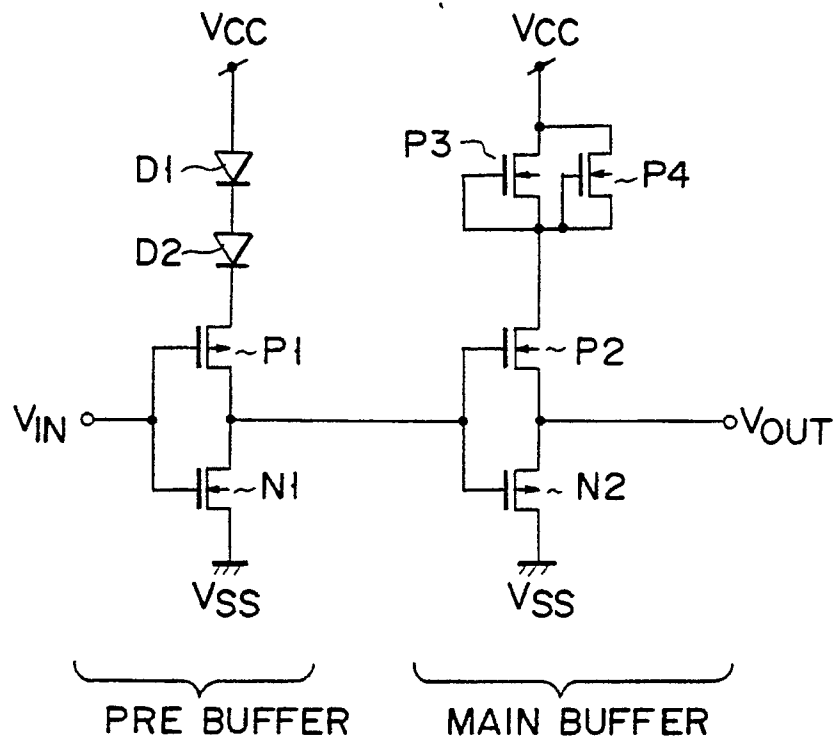 VCC
VCC
P3
P4
D1
D2
P1
P2
VIN
VOUT
N1
N2
VSS
VSS
PRE BUFFER
MAIN BUFFER